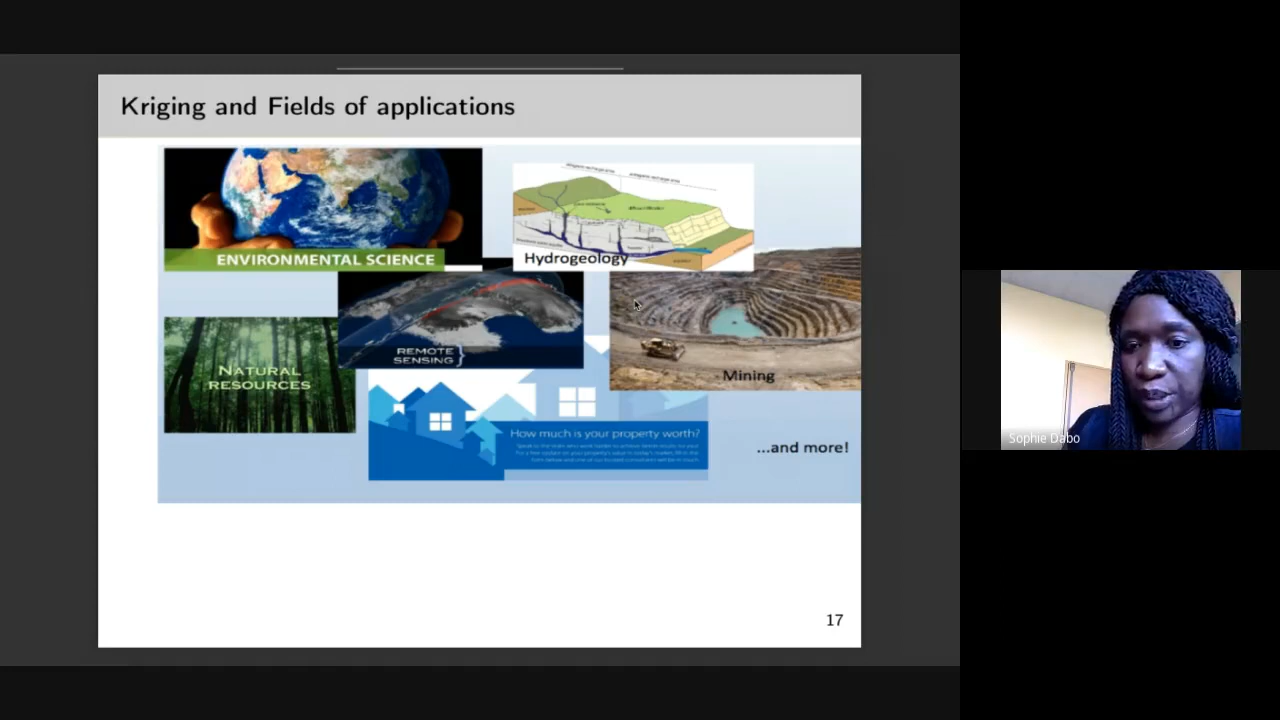 Kriging and Fields of applications
ENVIRONMENTAL SCIENCE
Hydrogeology
REMOTE
SENSING
NATURAL
RESOURCES
Mining
How much is your property worth?
...and more!
17
Sophie Dabo